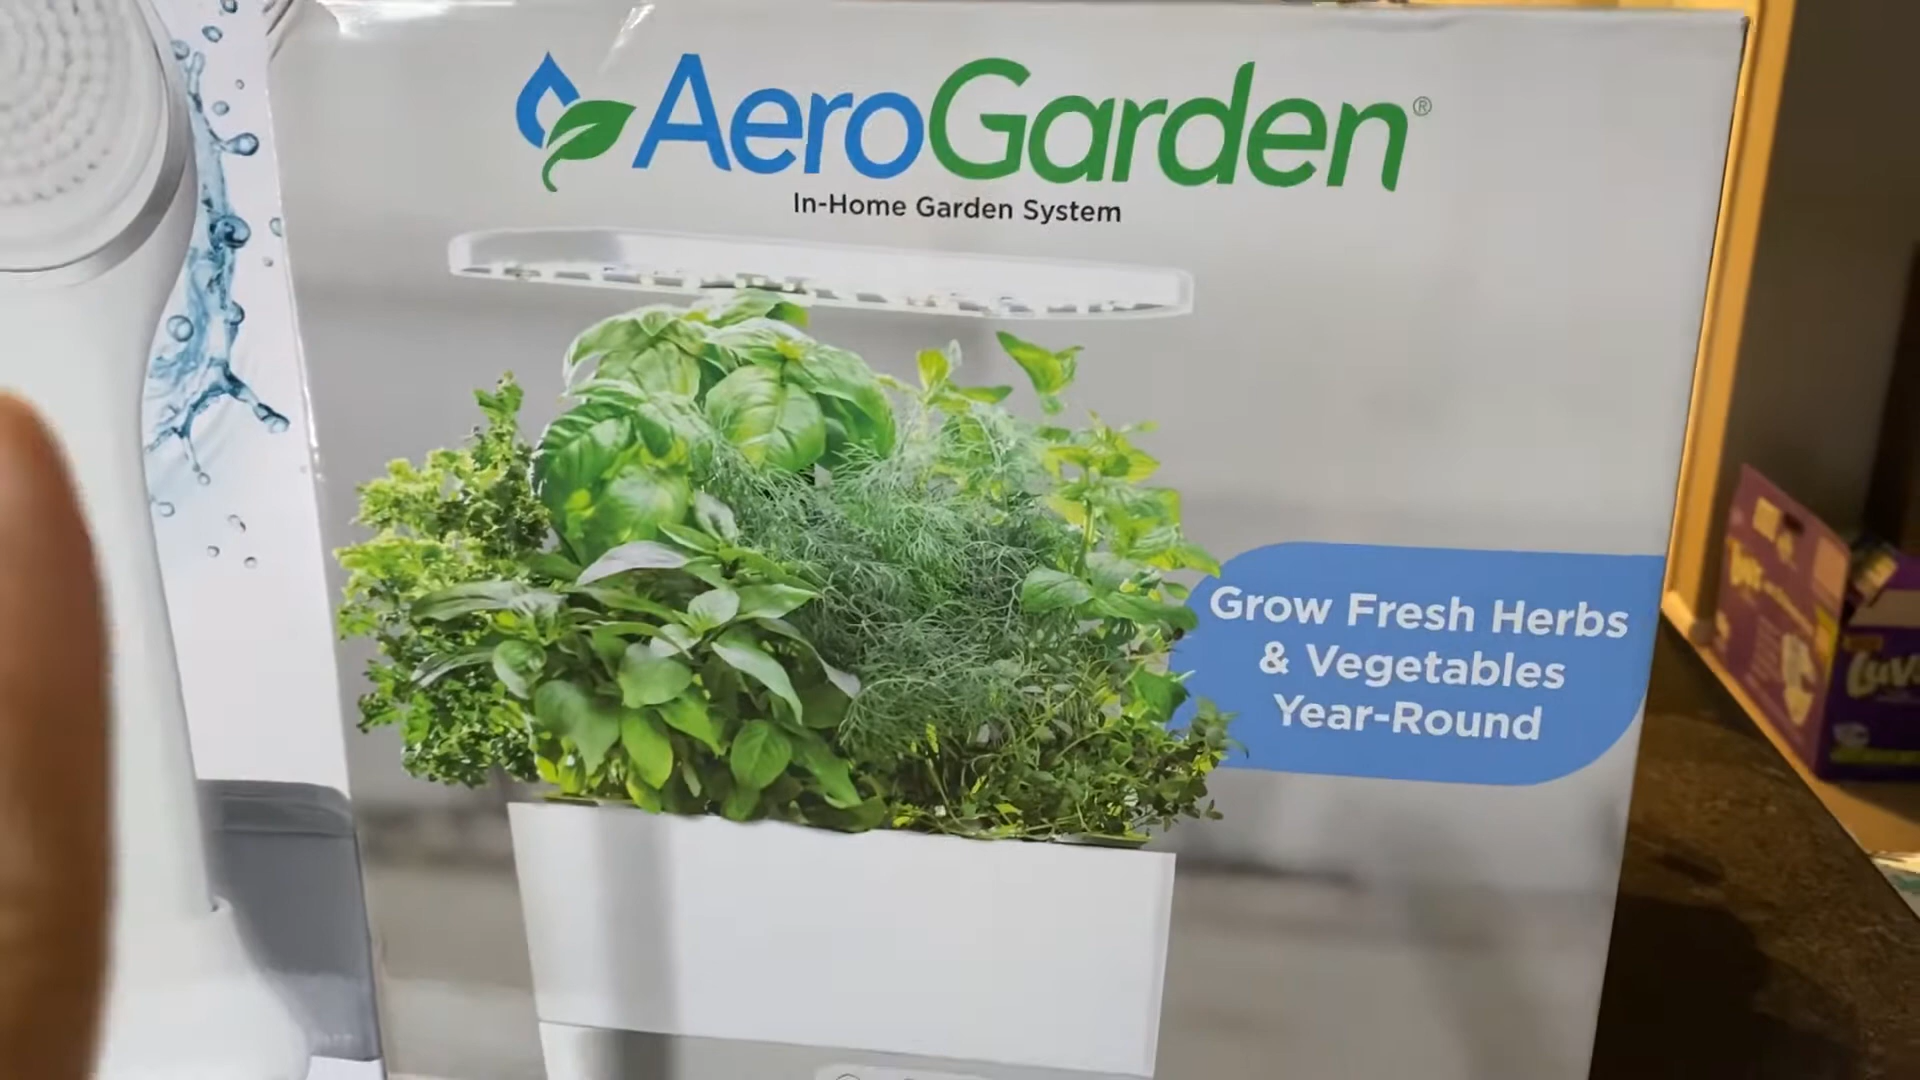 AeroGarden®
In-Home Garden System
Grow Fresh Herbs
& Vegetables
Year-Round